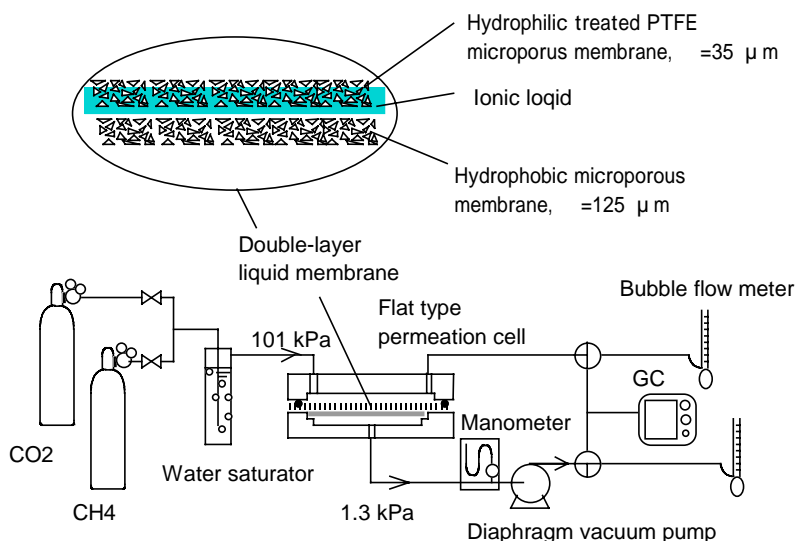 Hydrophilic treated PTFE
microporus membrane, =35 μ m
Ionic loqid
Hydrophobic microporous
membrane, =125 μ m
Double-layer
liquid membrane
Bubble flow meter
Flat type
permeation cell
101 kPa
GC
Manometer
CO2
Water saturator
CH4
1.3 kPa
Diaphragm vacuum pump